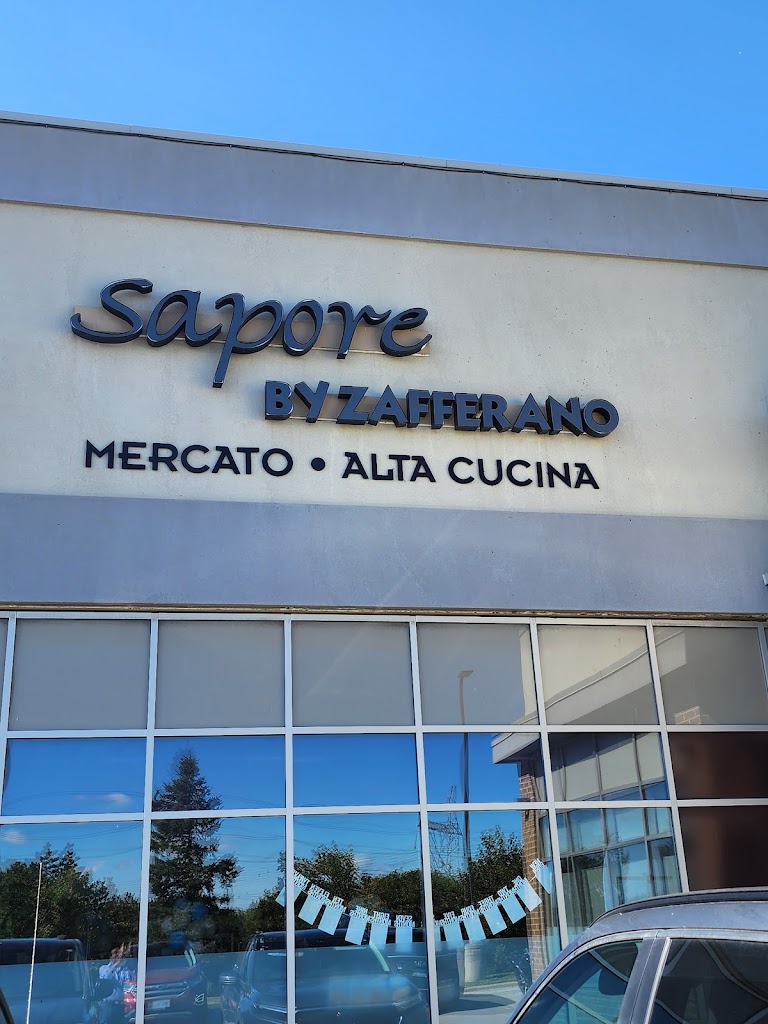 sapore
BY ZAFFERANO
MERCATO • ALTA CUCINA